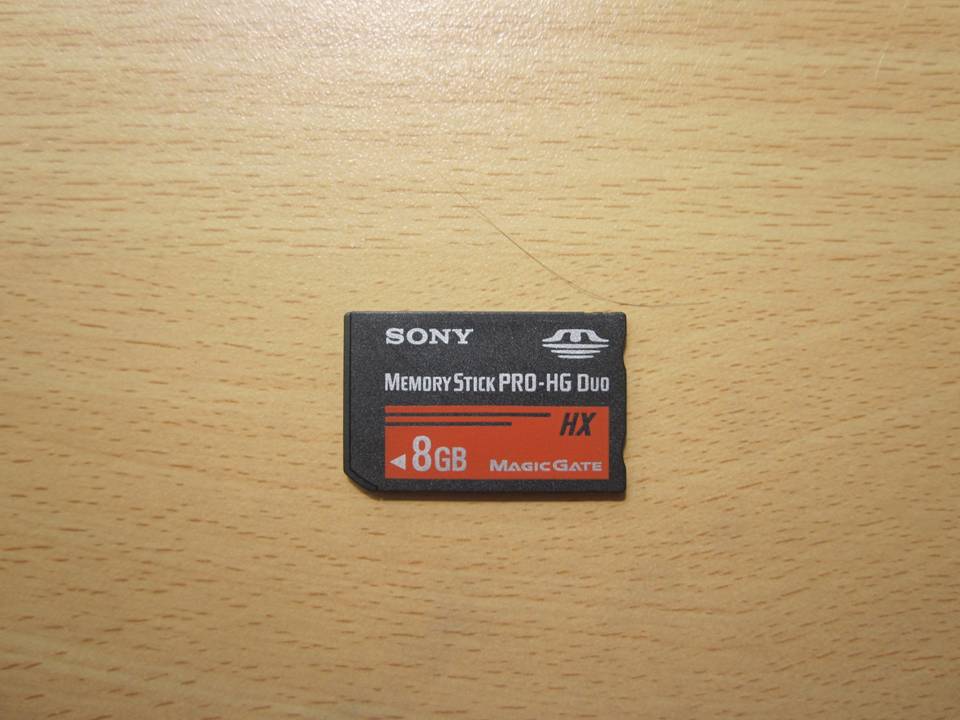 SONY
MEMORY STICK PRO-HG DUO
HX
8GB MAGICGATE